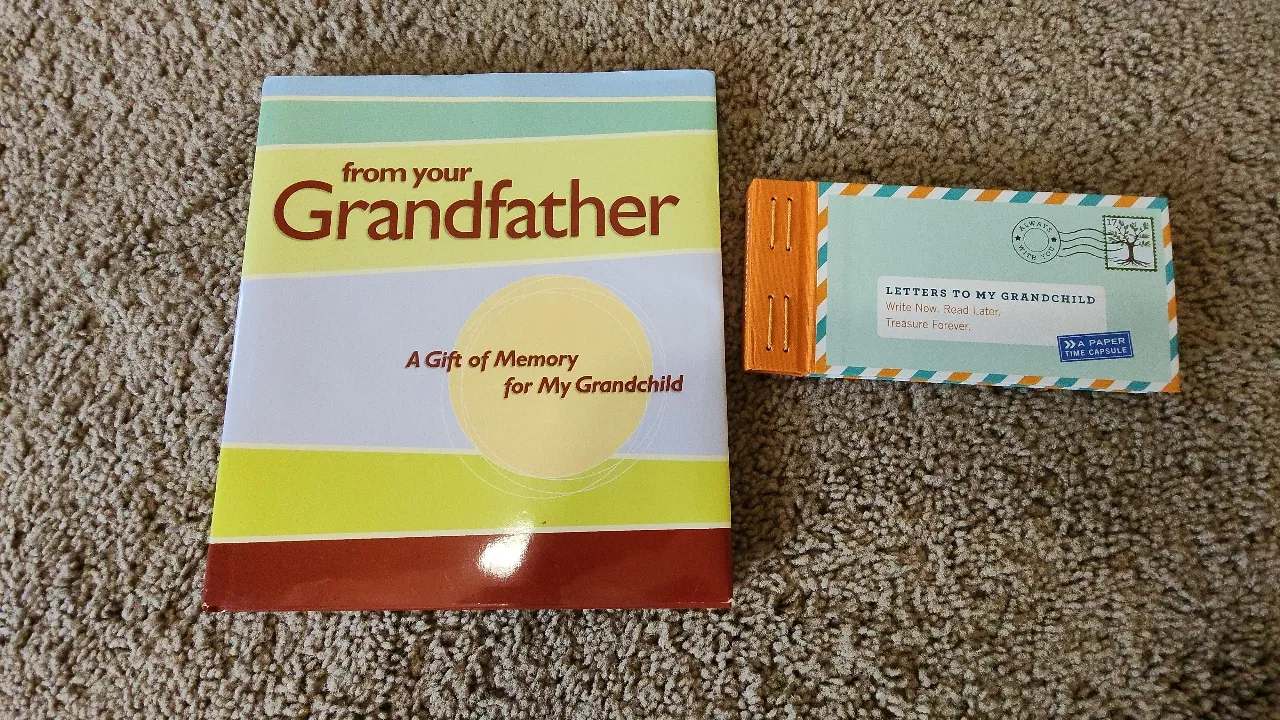 from your
Grandfather
A Gift of Memory
for My Grandchild
ALWAYS
WITH YOU
17
LETTERS TO MY GRANDCHILD
Write Now. Read Later.
Treasure Forever.
A PAPER
TIME CAPSULE